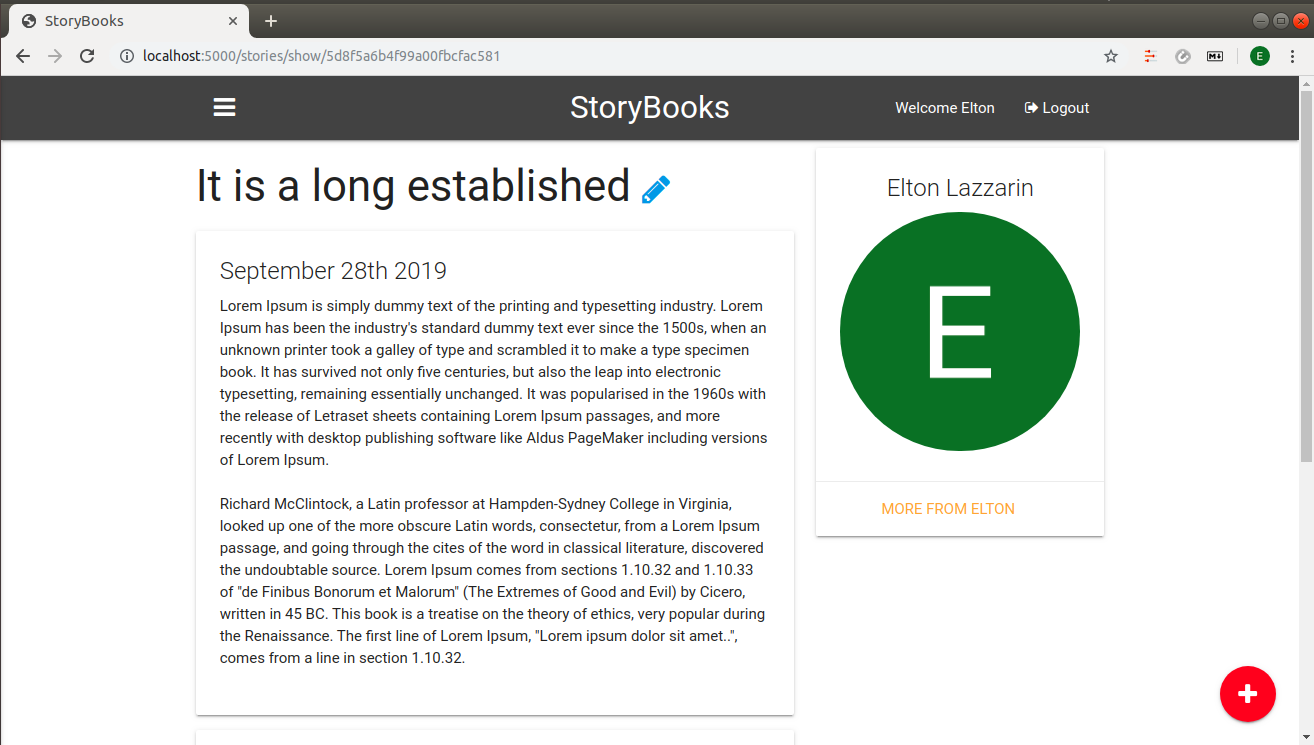 StoryBooks
localhost:5000/stories/show/5d8f5a6b4f99a00fbcfac581
M
E
StoryBooks
Welcome Elton
Logout
It is a long established
September 28th 2019
Lorem Ipsum is simply dummy text of the printing and typesetting industry. Lorem
Ipsum has been the industry's standard dummy text ever since the 1500s, when an
unknown printer took a galley of type and scrambled it to make a type specimen
book. It has survived not only five centuries, but also the leap into electronic
typesetting, remaining essentially unchanged. It was popularised in the 1960s with
the release of Letraset sheets containing Lorem Ipsum passages, and more
recently with desktop publishing software like Aldus PageMaker including versions
of Lorem Ipsum.
Richard McClintock, a Latin professor at Hampden-Sydney College in Virginia,
looked up one of the more obscure Latin words, consectetur, from a Lorem Ipsum
passage, and going through the cites of the word in classical literature, discovered
the undoubtable source. Lorem Ipsum comes from sections 1.10.32 and 1.10.33
of "de Finibus Bonorum et Malorum" (The Extremes of Good and Evil) by Cicero,
written in 45 BC. This book is a treatise on the theory of ethics, very popular during
the Renaissance. The first line of Lorem Ipsum, "Lorem ipsum dolor sit amet..",
comes from a line in section 1.10.32.
Elton Lazzarin
E
MORE FROM ELTON